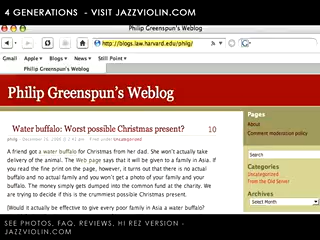 4 GENERATIONS - VISIT JAZZVIOLIN.COM
Philip Greenspun's Weblog
http://blogs.law.harvard.edu/philg/
Google
Apple Blogs News Still Point
Philip Greenspun's Weblog
Philip Greenspun's Weblog
Water buffalo: Worst possible Christmas present? 10
A friend got a water buffalo for Christmas from her dad. She won't actually take
delivery of the animal. The Web page says that it will be given to a family in Asia. If
you read the fine print on the page, however, it turns out that there is no actual
buffalo and no actual family and you won't get a photo of your family and your
buffalo. The money simply gets dumped into the common fund at the charity. We
are trying to decide if this is the crummest possible Christmas present.
[Would it actually be effective to give every poor family in Asia a water buffalo?
Pages
About
Comment moderation policy
Search
Categories
Uncategorized
From the Old Server
Archives
Select Month
SEE PHOTOS, FAQ, REVIEWS, HI REZ VERSION -
JAZZVIOLIN.COM